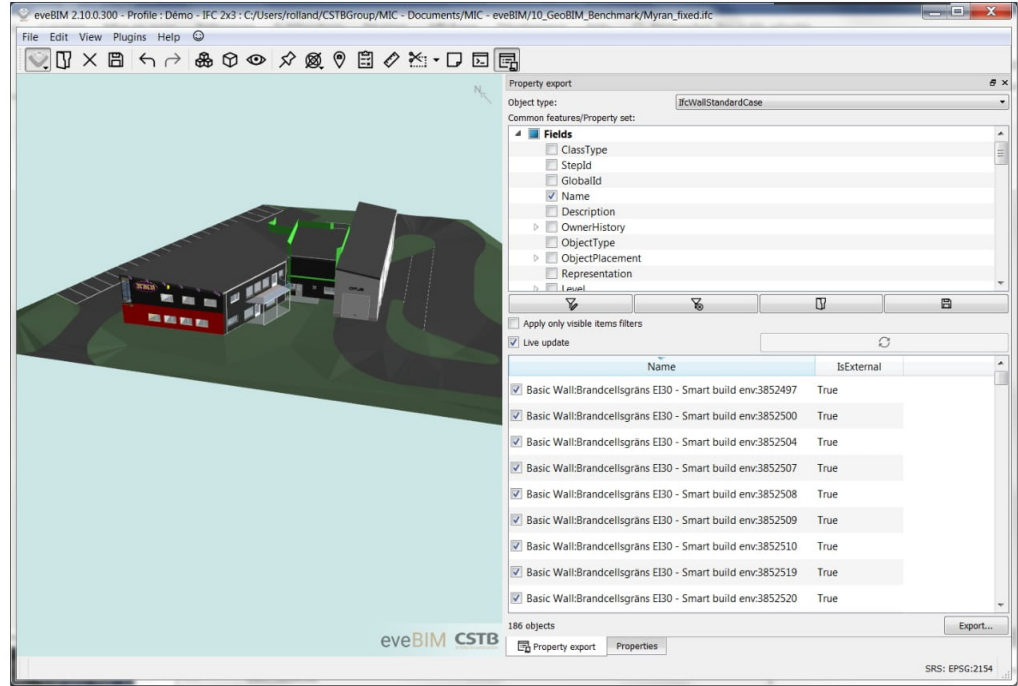 eveBIM 2.10.0.300 - Profile : Démo - IFC 2x3 : C:/Users/rolland/CSTBGroup/MIC - Documents/MIC - eveBIM/10_GeoBIM_Benchmark/Myran_fixed.ifc
File Edit View Plugins Help
Property export
Object type: IfcWallStandardCase
Common features/Property set:
Fields
ClassType
StepId
GlobalId
Name
Description
OwnerHistory
ObjectType
ObjectPlacement
Representation
Level
Apply only visible items filters
Live update
Name IsExternal
Basic Wall:Brandcellsgräns EI30 - Smart build env:3852497 True
Basic Wall:Brandcellsgräns EI30 - Smart build env:3852500 True
Basic Wall:Brandcellsgräns EI30 - Smart build env:3852504 True
Basic Wall:Brandcellsgräns EI30 - Smart build env:3852507 True
Basic Wall:Brandcellsgräns EI30 - Smart build env:3852508 True
Basic Wall:Brandcellsgräns EI30 - Smart build env:3852509 True
Basic Wall:Brandcellsgräns EI30 - Smart build env:3852510 True
Basic Wall:Brandcellsgräns EI30 - Smart build env:3852519 True
Basic Wall:Brandcellsgräns EI30 - Smart build env:3852520 True
186 objects Export...
eveBIM CSTB
Property export Properties
SRS: EPSG:2154